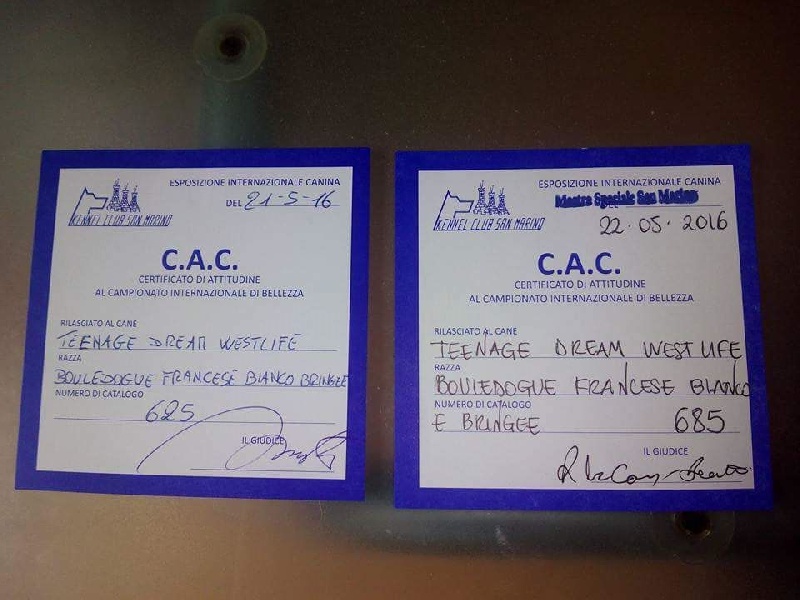 ESPOSIZIONE INTERNAZIONALE CANINA
DEL 21-5-16
KENNEL CLUB SAN MARINO
C.A.C.
CERTIFICATO DI ATTITUDINE
AL CAMPIONATO INTERNAZIONALE DI BELLEZZA
RILASCIATO AL CANE
TEENAGE DREAM WESTLIFE
RAZZA
BOULEDOGUE FRANCESE BIANCO BRINGEE
NUMERO DI CATALOGO
625
IL GIUDICE
ESPOSIZIONE INTERNAZIONALE CANINA
Mostra Speciale San Marino
22.05.2016
KENNEL CLUB SAN MARINO
C.A.C.
CERTIFICATO DI ATTITUDINE
AL CAMPIONATO INTERNAZIONALE DI BELLEZZA
RILASCIATO AL CANE
TEENAGE DREAM WESTLIFE
RAZZA
BOULEDOGUE FRANCESE BIANCO
NUMERO DI CATALOGO
E BRINGEE 685
IL GIUDICE